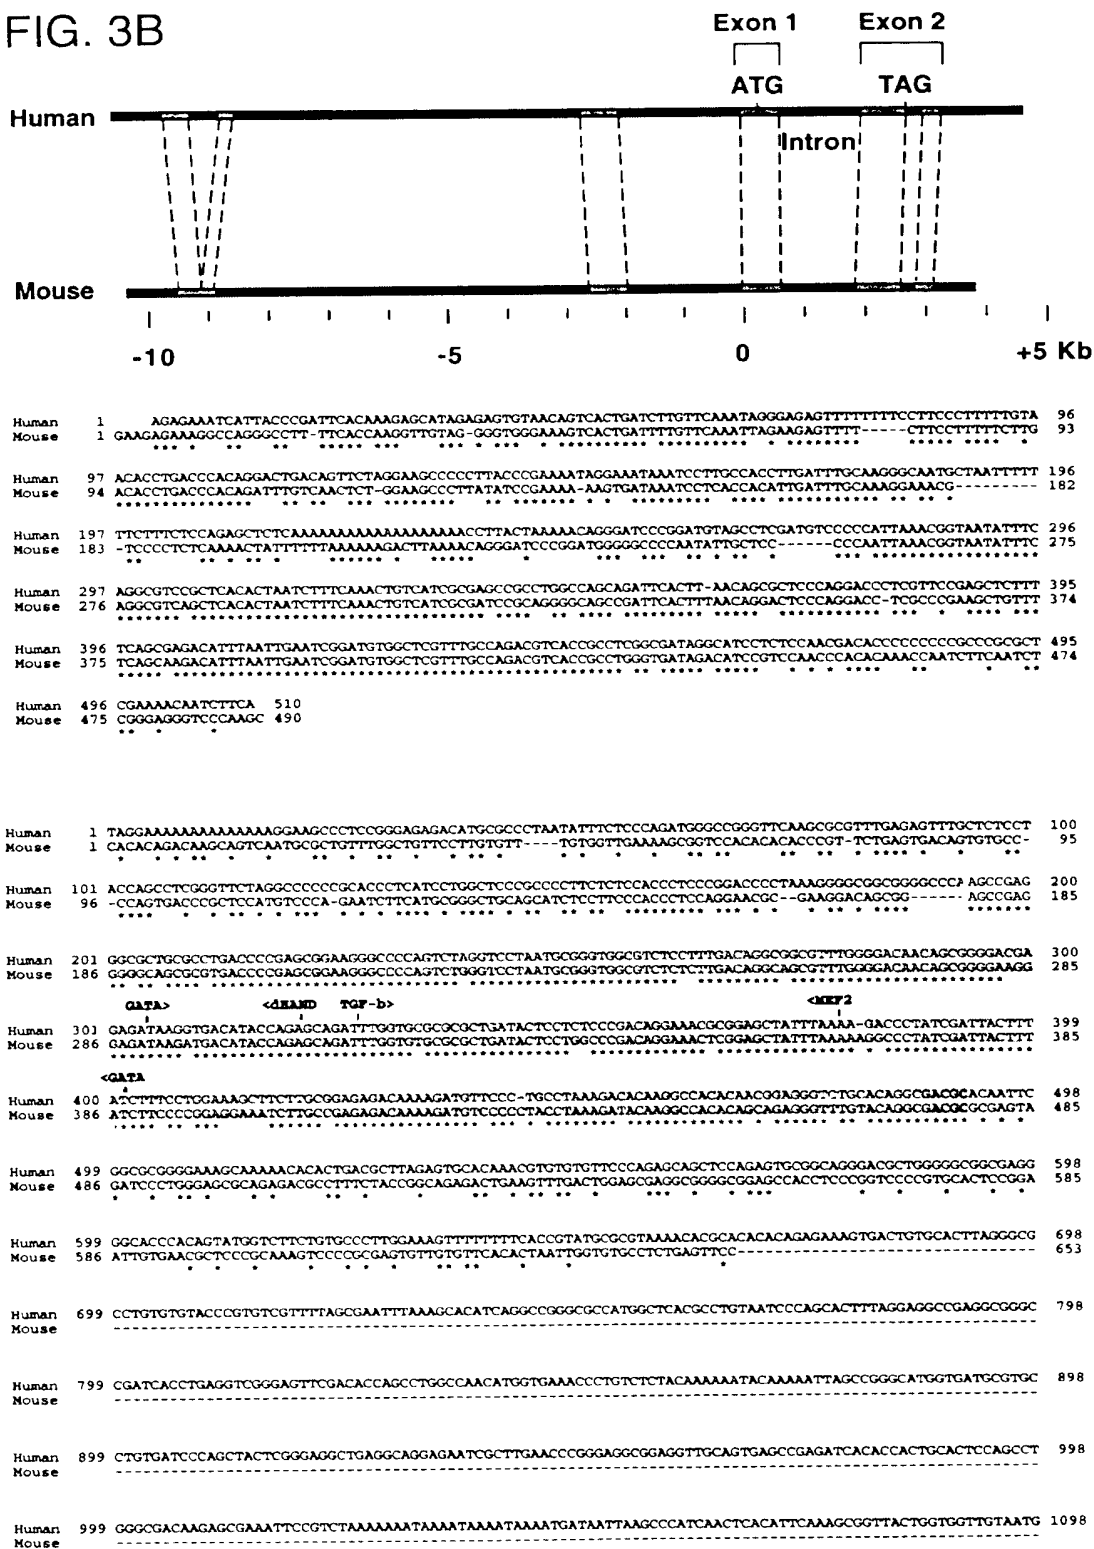 FIG. 3B
Exon 1 Exon 2
ATG TAG
Human
Intron
Mouse
-10 -5 0 +5 Kb
Human 1 AGAGAAATCATTACCCGATTCACAAAGAGCATAGAGAGTGTAACAGTCACTGATCTTGTTCAAATAGGGAGAGTTTTTTTTTCCTTCCCTTTTTGTA 96
Mouse 1 GAAGAGAAAGGCCAGGGCCTT-TTCACCAAGGTTGTAG-GGGTGGGAAAGTCACTGATTTTGTTCAAATTAGAAGAGTTTT-----CTTCCTTTTTCTTG 93
Human 97 ACACCTGACCCACAGGACTGACAGTTCTAGGAAGCCCCCTTACCCGAAAATAGGAAATAAATCCTTGCCACCTTGATTTGCAAGGGCAATGCTAATTTTT 196
Mouse 94 ACACCTGACCCACAGATTTGTCAACTCT-GGAAGCCCTTATATCCGAAAA-AAGTGATAAATCCTCACCACATTGATTTGCAAAGGAAACG--------- 182
Human 197 TTCTTTCTCCAGAGCTCTCAAAAAAAAAAAAAAAAAAAACCTTACTAAAAACAGGGATCCCGGATGTAGCCTCGATGTCCCCCATTAAACGGTAATATTTC 296
Mouse 183 -TCCCCTCTCAAAACTATTTTTTAAAAAAGACTTAAAACAGGGATCCCGGATGGGGGCCCCAATATTGCTCC------CCCAATTAAACGGTAATATTTC 275
Human 297 AGGCGTCCGCTCACACTAATCTTTCAAACTGTCATCGCGAGCCGCCTGGCCAGCAGATTCACTT-AACAGCGCTCCCAGGACCCTCGTTCCGAGCTCTTT 395
Mouse 276 AGGCGTCAGCTCACACTAATCTTTCAAACTGTCATCGCGATCCGCAGGGGCAGCCGATTCACTTTAACAGGACTCCCAGGACC-TCGCCCGAAGCTGTTT 374
Human 396 TCAGCGAGACATTTAATTGAATCGGATGTGGCTCGTTTGCCAGACGTCACCGCCTCGGCGATAGGCATCCTCTCCAACGACACCCCCCCCCGCCCGCGCT 495
Mouse 375 TCAGCAAGACATTTAATTGAATCGGATGTGGCTCGTTTGCCAGACGTCACCGCCTGGGTGATAGACATCCGTCCAACCCACACAAACCAATCTTCAATCT 474
Human 496 CGAAAACAATCTTCA 510
Mouse 475 CGGGAGGGTCCCAAGC 490
Human 1 TAGGAAAAAAAAAAAAAAAGGAAGCCCTCCGGGAGAGACATGCGCCCTAATATTTCTCCCAGATGGGCCGGGTTCAAGCGCGTTTGAGAGTTTGCTCTCCT 100
Mouse 1 CACACAGACAAGCAGTCAATGCGCTGTTTGGCTGTTCCTTGTGTT----TGTGGTTGAAAAGCGGTCCACACACACCCGT-TCTGAGTGACAGTGTGCC- 95
Human 101 ACCAGCCTCGGGTTCTAGGCCCCCCGCACCCTCATCCTGGCTCCCGCCCCTTCTCTCCACCCTCCCGGACCCCTAAAGGGGCGGCGGGGCCCA AGCCGAG 200
Mouse 96 -CCAGTGACCCGCTCCATGTCCCA-GAATCTTCATGCGGGCTGCAGCATCTCCTTCCCACCCTCCAGGAACGC--GAAGGACAGCGG------AGCCGAG 185
Human 201 GGCGCTGCGCCTGACCCCGAGCGGAAGGGCCCCAGTCTAGGTCCTAATGCGGGTGGCGTCTCCTTTGACAGGCGGCGTTTGGGGACAACAGCGGGGACGA 300
Mouse 186 GGGGCAGCGCGTGACCCCGAGCGGAAGGGCCCCAGTCTGGGTCCTAATGCGGGTGGCGTCTCTCTTGACAGGCAGCGTTTGGGGACAACAGCGGGGAAGG 285
GATA> <dHAND TGF-b> <MEF2
Human 301 GAGATAAGGTGACATACCAGAGCAGATTTGGTGCGCGCGCTGATACTCCTCTCCCGACAGGAAACGCGGAGCTATTTAAAA-GACCCTATCGATTACTTT 399
Mouse 286 GAGATAAGATGACATACCAGAGCAGATTTGGTGTGCGCGCTGATACTCCTGGCCCGACAGGAAACTCGGAGCTATTTAAAAAGGCCCTATCGATTACTTT 385
<GATA
Human 400 ATCTTTCCTGGAAAGCTTCTTGCGGAGAGACAAAAGATGTTCCC-TGCCTAAAGACACAAGGCCACACAACGGAGGGTCTGCACAGGCGACGCACAATTC 498
Mouse 386 ATCTTCCCCGGAGGAAATCTTGCCGAGAGACAAAAGATGTCCCCCTACCTAAAGATACAAGGCCACACAGCAGAGGGTTTGTACAGGCGACGCGCGAGTA 485
Human 499 GGCGCGGGGAAAGCAAAAACACACTGACGCTTAGAGTGCACAAACGTGTGTGTTCCCAGAGCAGCTCCAGAGTGCGGCAGGGACGCTGGGGGCGGCGAGG 598
Mouse 486 GATCCCTGGGAGCGCAGAGACGCCTTTCTACCGGCAGAGACTGAAGTTTGACTGGAGCGAGGCGGGGCGGAGCCACCTCCCGGTCCCCGTGCACTCCGGA 585
Human 599 GGCACCCACAGTATGGTCTTCTGTGCCCTTGGAAAGTTTTTTTTTCACCGTATGCGCGTAAAACACGCACACACAGAGAAAGTGACTGTGCACTTAGGGCG 698
Mouse 586 ATTGTGAACGCTCCCGCAAAGTCCCCGCGAGTGTTGTGTTCACACTAATTGGTGTGCCTCTGAGTTCC-------------------------------- 653
Human 699 CCTGTGTGTACCCGTGTCGTTTTAGCGAATTTAAAGCACATCAGGCCGGGCGCCATGGCTCACGCCTGTAATCCCAGCACTTTAGGAGGCCGAGGCGGGC 798
Mouse
Human 799 CGATCACCTGAGGTCGGGAGTTCGACACCAGCCTGGCCAACATGGTGAAACCCTGTCTCTACAAAAAATACAAAAATTAGCCGGGCATGGTGATGCGTGC 898
Mouse
Human 899 CTGTGATCCCAGCTACTCGGGAGGCTGAGGCAGGAGAATCGCTTGAACCCGGGAGGCGGAGGTTGCAGTGAGCCGAGATCACACCACTGCACTCCAGCCT 998
Mouse
Human 999 GGGCGACAAGAGCGAAATTCCGTCTAAAAAAATAAAATAAAATAAAATGATAATTAAGCCCATCAACTCACATTCAAAGCGGTTACTGGTGGTTGTAATG 1098
Mouse